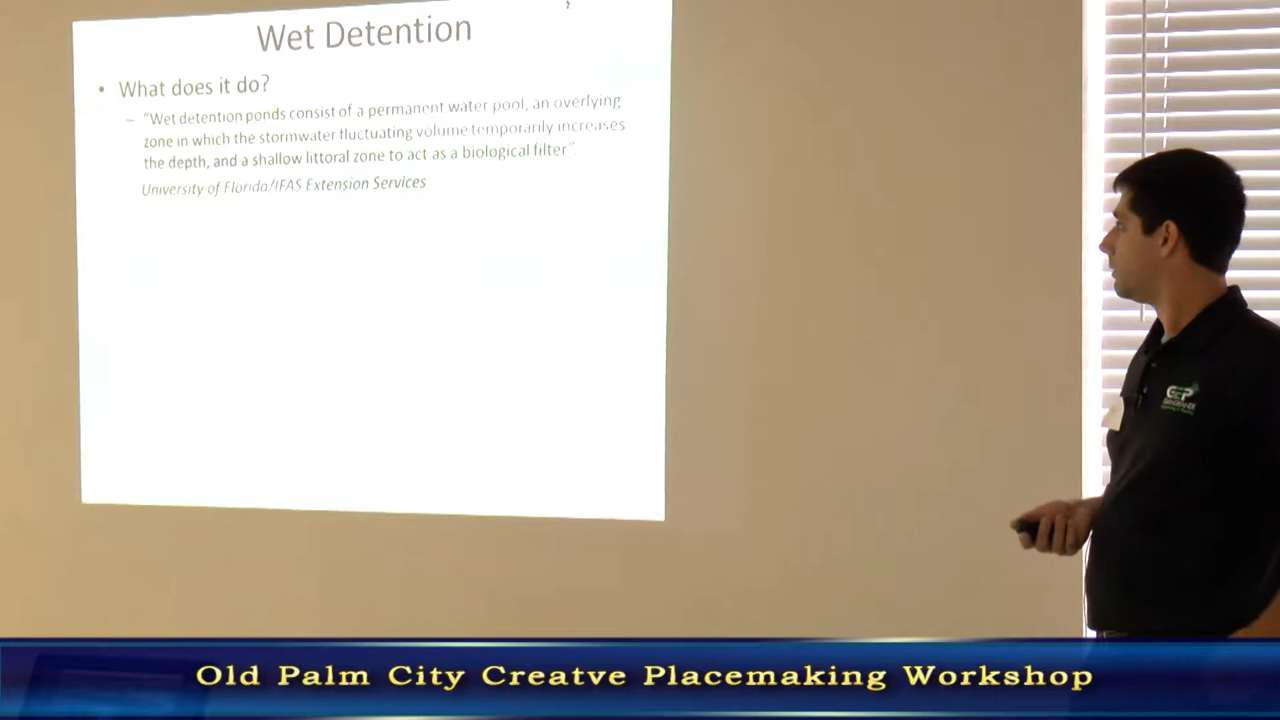 Wet Detention
• What does it do?
– "Wet detention ponds consist of a permanent water pool, an overlying
zone in which the stormwater fluctuating volume temporarily increases
the depth, and a shallow littoral zone to act as a biological filter".
University of Florida/IFAS Extension Services
GEP
Old Palm City Creatve Placemaking Workshop